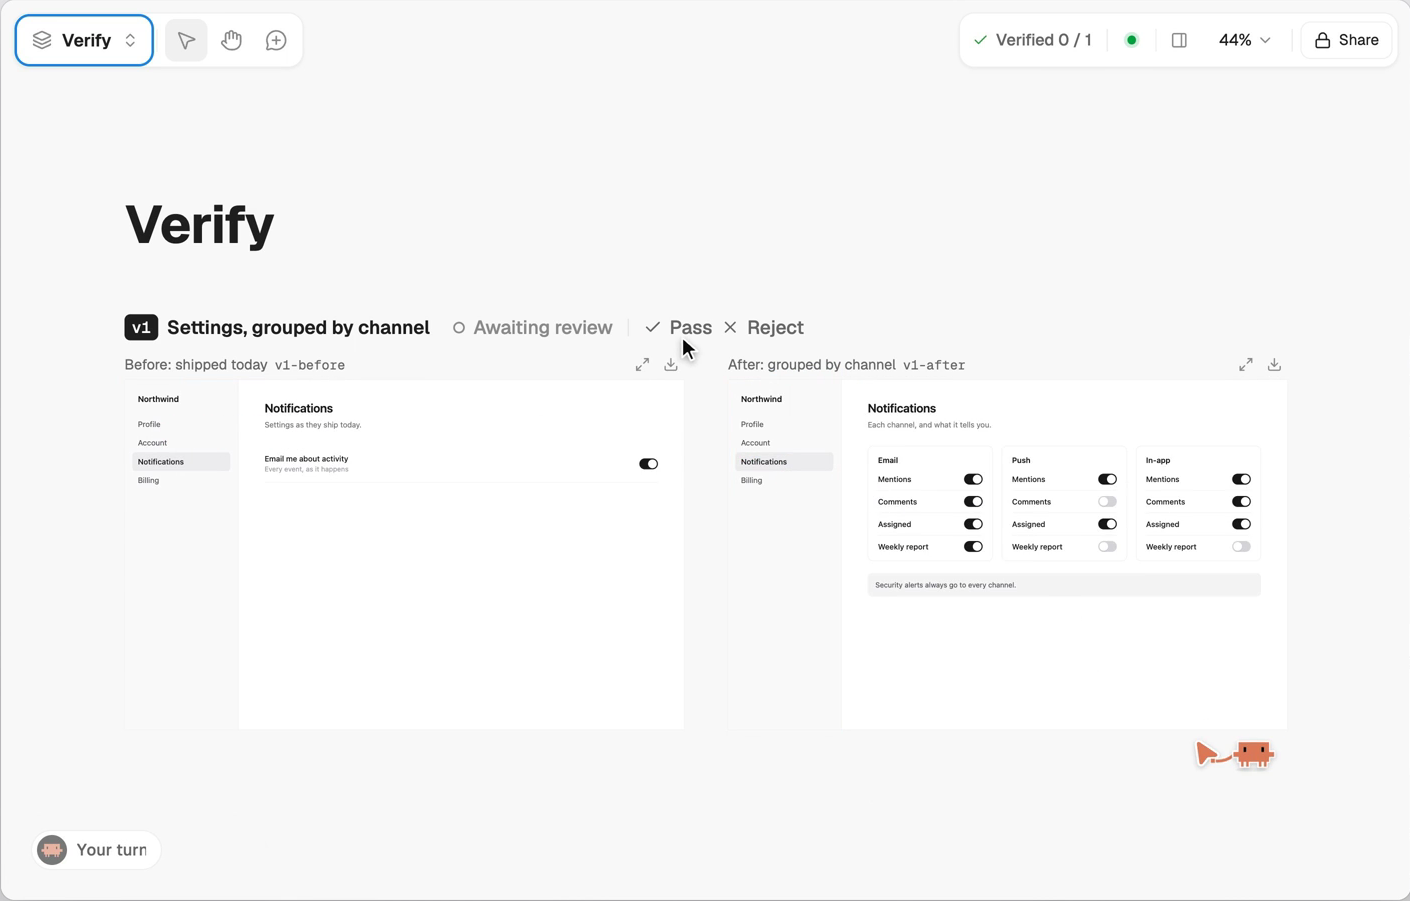 Verify
Verified 0 / 1
44%
Share
Verify
v1 Settings, grouped by channel Awaiting review Pass Reject
Before: shipped today v1-before
After: grouped by channel v1-after
Northwind
Profile
Account
Notifications
Billing
Notifications
Settings as they ship today.
Email me about activity
Every event, as it happens
Northwind
Profile
Account
Notifications
Billing
Notifications
Each channel, and what it tells you.
Email
Mentions
Comments
Assigned
Weekly report
Push
Mentions
Comments
Assigned
Weekly report
In-app
Mentions
Comments
Assigned
Weekly report
Security alerts always go to every channel.
Your turn